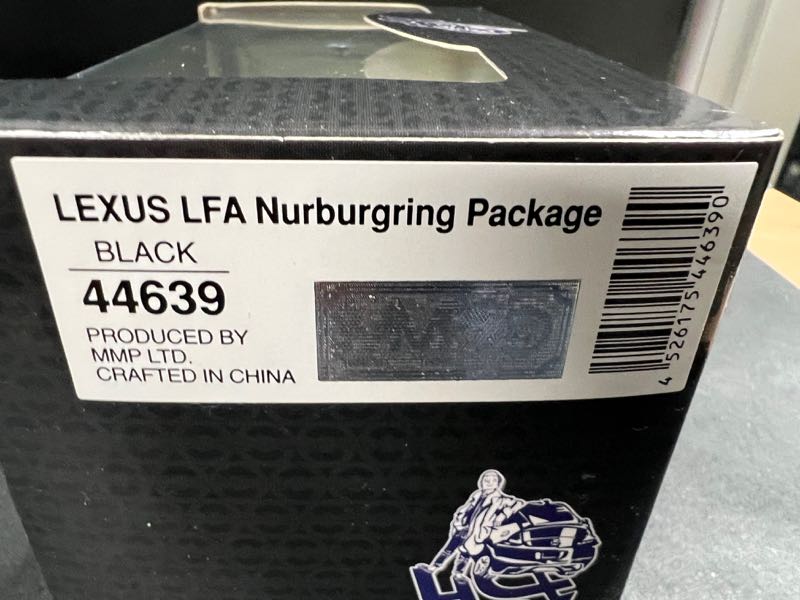 LEXUS LFA Nurburgring Package
BLACK
44639
PRODUCED BY
MMP LTD.
CRAFTED IN CHINA
4 526175 446390